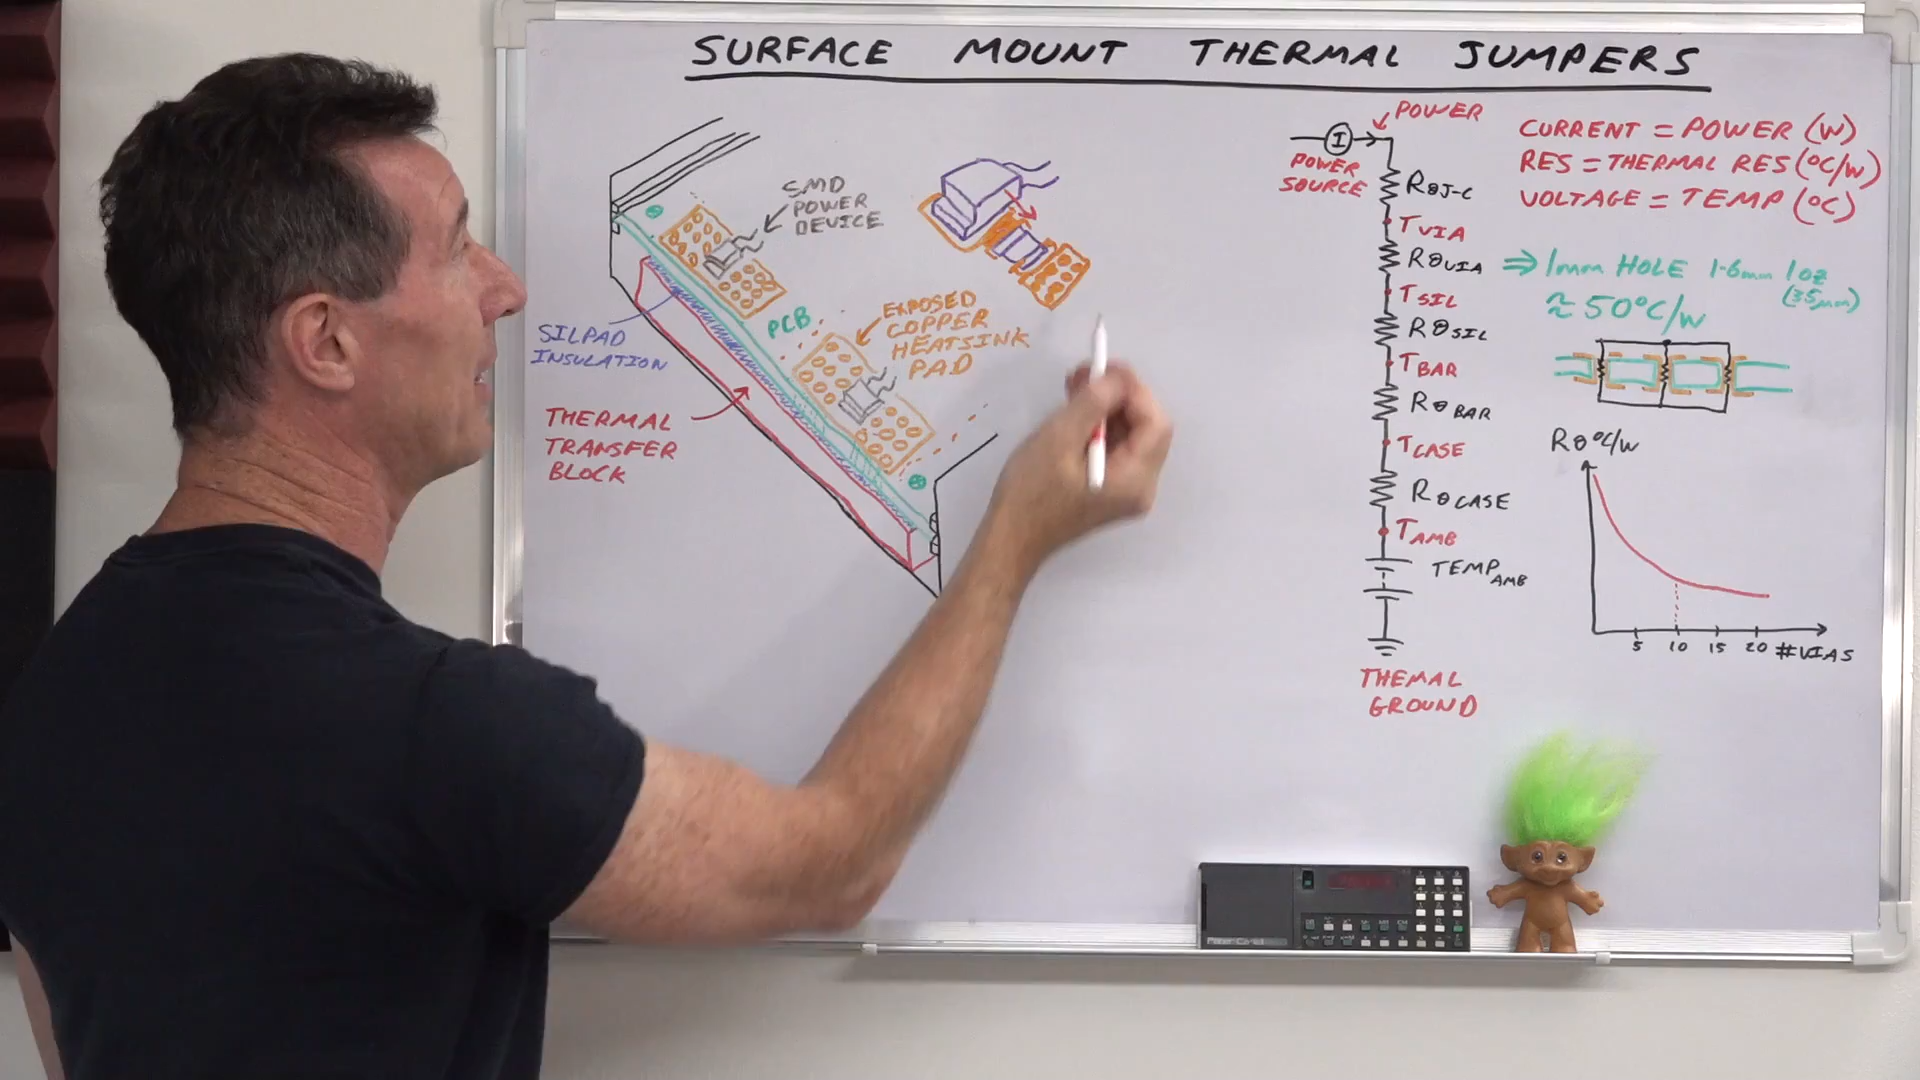 SURFACE MOUNT THERMAL JUMPERS
SMD
POWER
DEVICE
SILPAD
INSULATION
PCB
EXPOSED
COPPER
HEATSINK
PAD
THERMAL
TRANSFER
BLOCK
POWER
I
POWER
SOURCE
RθJ-C
TVIA
RθVIA
TSIL
RθSIL
TBAR
RθBAR
TCASE
RθCASE
TAMB
TEMPAMB
THEMAL
GROUND
CURRENT = POWER (W)
RES = THERMAL RES (°C/W)
VOLTAGE = TEMP (°C)
⇒ 1mm HOLE 1.6mm 1oz
(35μm)
≈ 50°C/W
Rθ°C/W
5 10 15 20 #VIAS